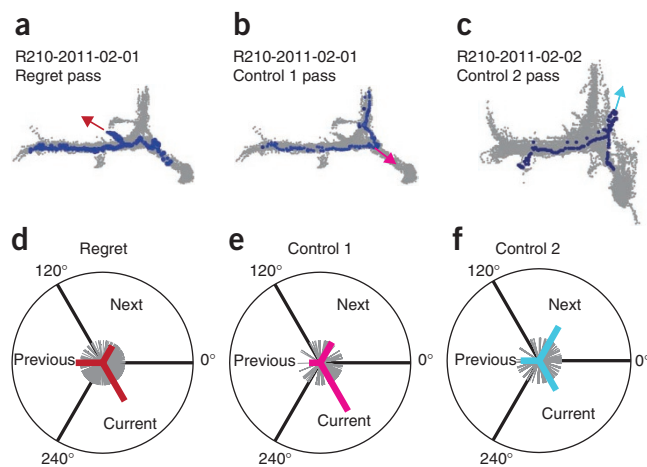 a
R210-2011-02-01
Regret pass
b
R210-2011-02-01
Control 1 pass
c
R210-2011-02-02
Control 2 pass
d
Regret
120°
Next
Previous
0°
Current
240°
e
Control 1
120°
Next
Previous
0°
Current
240°
f
Control 2
120°
Next
Previous
0°
Current
240°